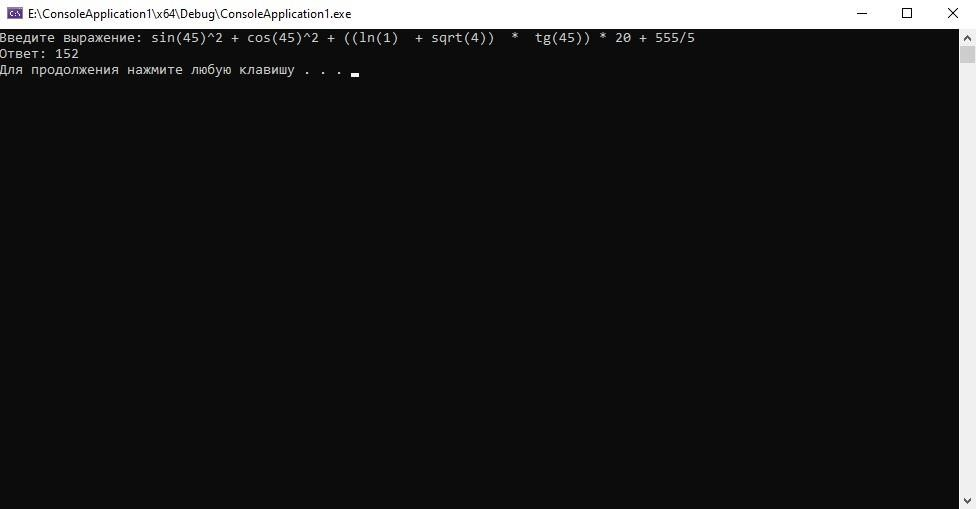 E:\ConsoleApplication1\x64\Debug\ConsoleApplication1.exe
Введите выражение: sin(45)^2 + cos(45)^2 + ((ln(1)  + sqrt(4))  *  tg(45)) * 20 + 555/5
Ответ: 152
Для продолжения нажмите любую клавишу . . .